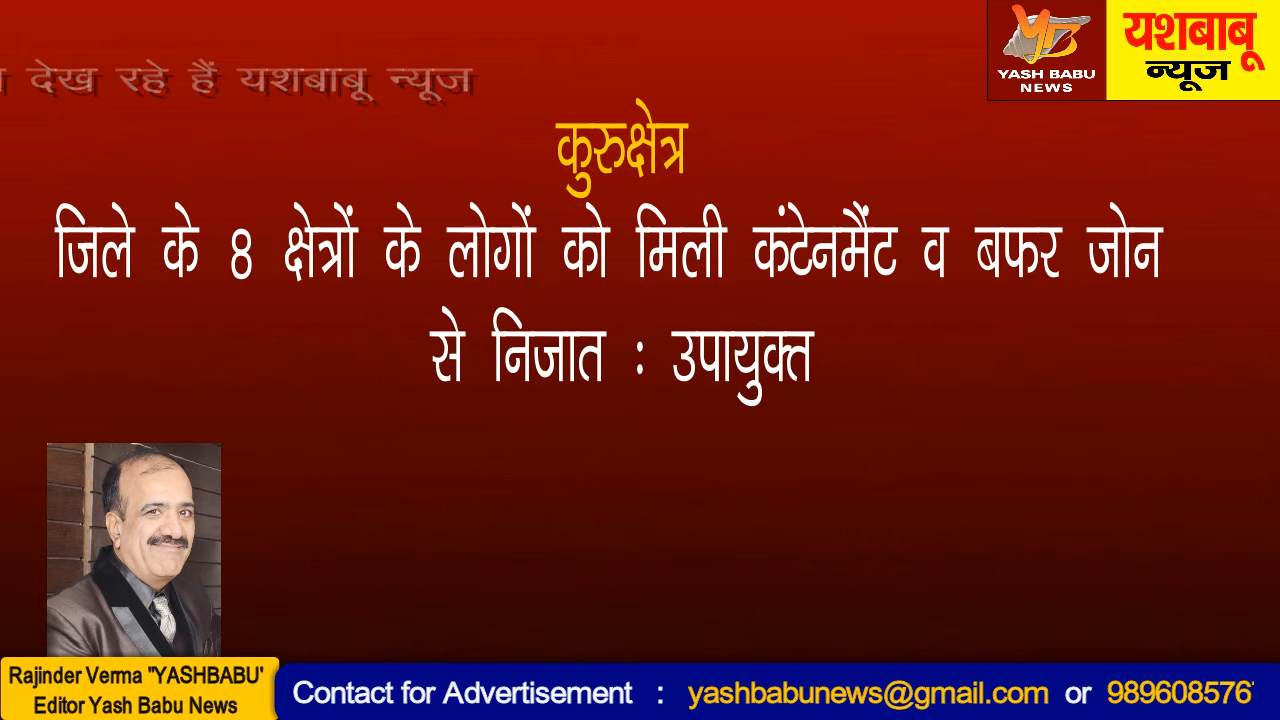 देख रहे हैं यशबाबू न्यूज
YASH BABU
NEWS
यशबाबू
न्यूज
कुरुक्षेत्र
जिले के 8 क्षेत्रों के लोगों को मिली कंटेनमैंट व बफर जोन
से निजात : उपायुक्त
Rajinder Verma "YASHBABU'
Editor Yash Babu News
Contact for Advertisement : yashbabunews@gmail.com or 989608576